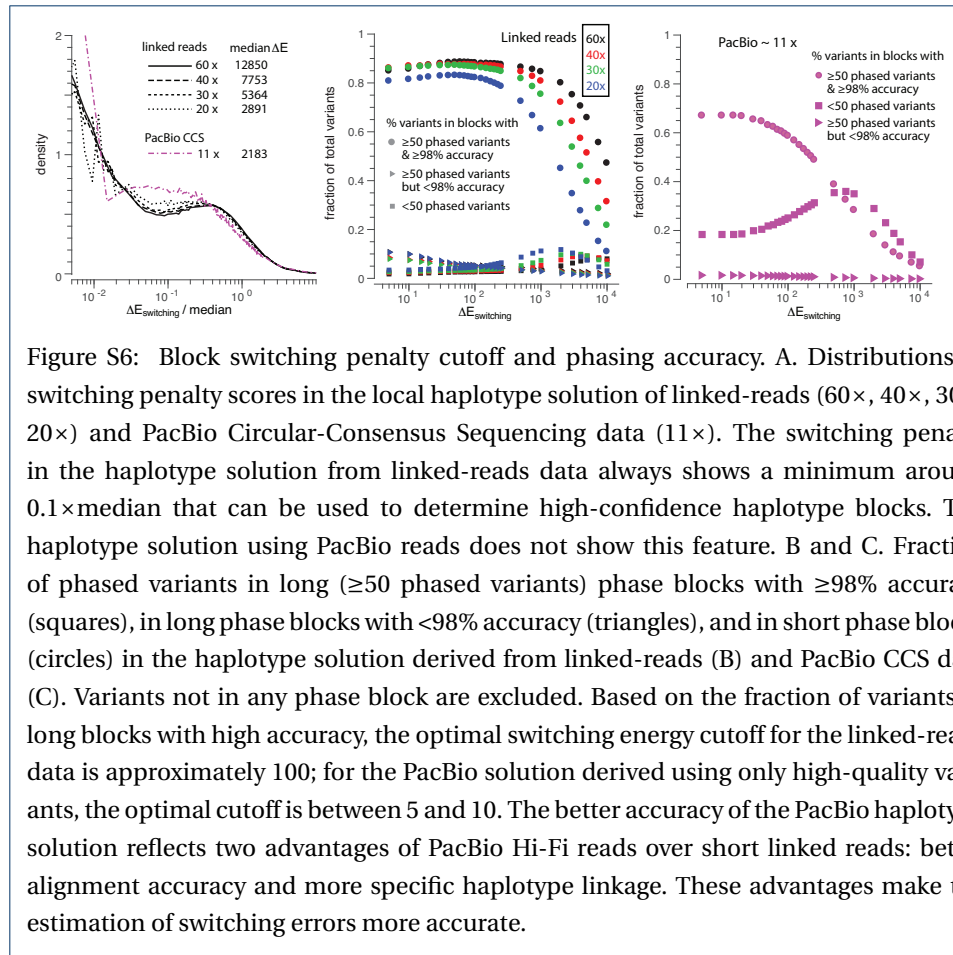 2
1
0
density
linked reads median ΔE
60 x 12850
40 x 7753
30 x 5364
20 x 2891
PacBio CCS
11 x 2183
10⁻² 10⁻¹ 10⁰
ΔE switching / median
Linked reads
60x
40x
30x
20x
1
0.8
0.6
0.4
0.2
0
fraction of total variants
% variants in blocks with
≥50 phased variants
& ≥98% accuracy
≥50 phased variants
but <98% accuracy
<50 phased variants
10¹ 10² 10³ 10⁴
ΔE switching
PacBio ~ 11 x
1
0.8
0.6
0.4
0.2
0
fraction of total variants
% variants in blocks with
≥50 phased variants
& ≥98% accuracy
<50 phased variants
≥50 phased variants
but <98% accuracy
10¹ 10² 10³ 10⁴
ΔE switching
Figure S6: Block switching penalty cutoff and phasing accuracy. A. Distributions
switching penalty scores in the local haplotype solution of linked-reads (60×, 40×, 30
20×) and PacBio Circular-Consensus Sequencing data (11×). The switching pena
in the haplotype solution from linked-reads data always shows a minimum arou
0.1×median that can be used to determine high-confidence haplotype blocks. T
haplotype solution using PacBio reads does not show this feature. B and C. Fracti
of phased variants in long (≥50 phased variants) phase blocks with ≥98% accura
(squares), in long phase blocks with <98% accuracy (triangles), and in short phase bloc
(circles) in the haplotype solution derived from linked-reads (B) and PacBio CCS da
(C). Variants not in any phase block are excluded. Based on the fraction of variants
long blocks with high accuracy, the optimal switching energy cutoff for the linked-rea
data is approximately 100; for the PacBio solution derived using only high-quality va
ants, the optimal cutoff is between 5 and 10. The better accuracy of the PacBio haploty
solution reflects two advantages of PacBio Hi-Fi reads over short linked reads: bet
alignment accuracy and more specific haplotype linkage. These advantages make t
estimation of switching errors more accurate.